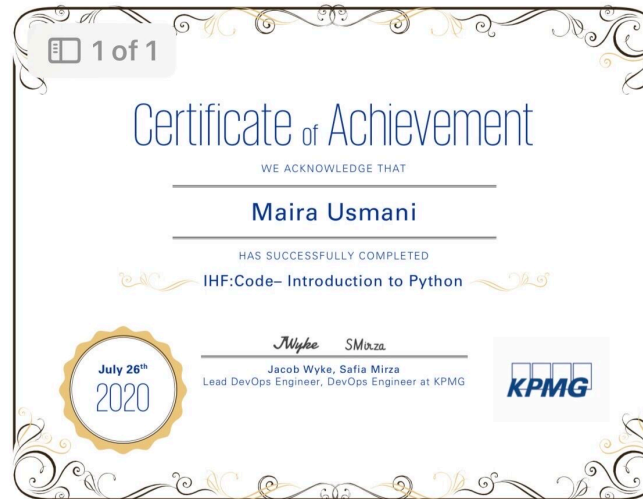 1 of 1
Certificate of Achievement
WE ACKNOWLEDGE THAT
Maira Usmani
HAS SUCCESSFULLY COMPLETED
IHF:Code– Introduction to Python
JWyke SMirza
Jacob Wyke, Safia Mirza
Lead DevOps Engineer, DevOps Engineer at KPMG
July 26th
2020
KPMG